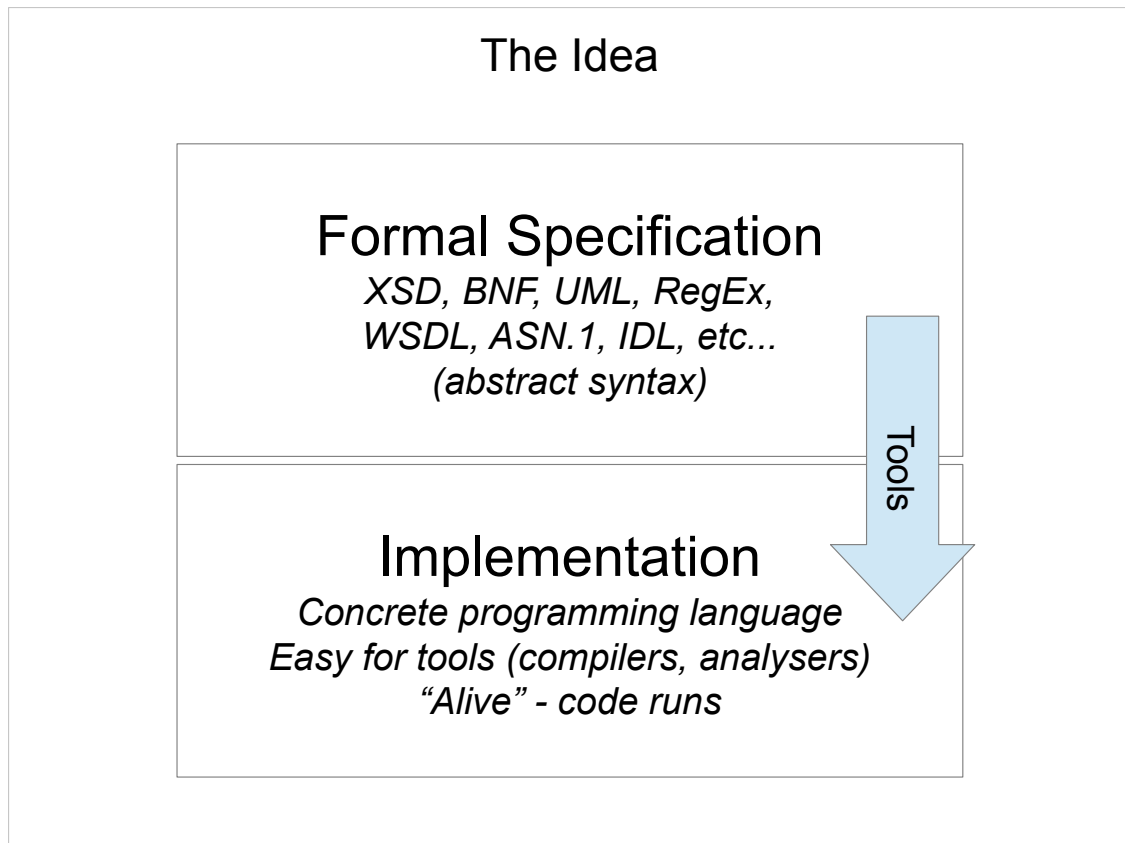 The Idea
Formal Specification
XSD, BNF, UML, RegEx,
WSDL, ASN.1, IDL, etc...
(abstract syntax)
Tools
Implementation
Concrete programming language
Easy for tools (compilers, analysers)
“Alive” - code runs